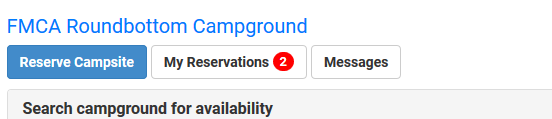 FMCA Roundbottom Campground
Reserve Campsite My Reservations 2 Messages
Search campground for availability